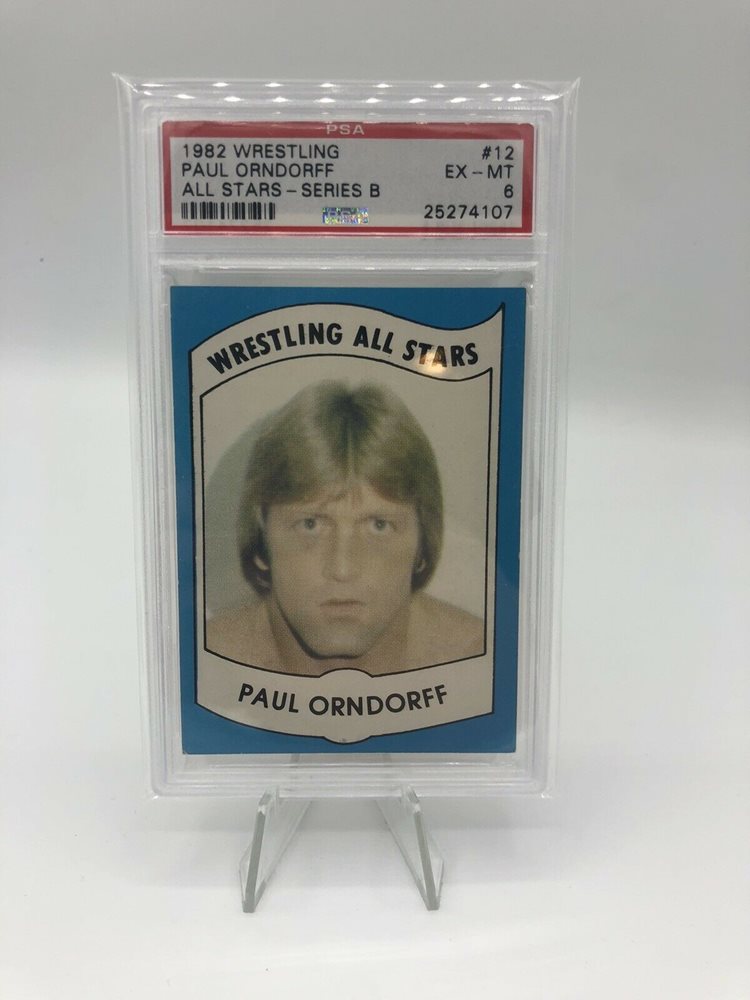 PSA
1982 WRESTLING #12
PAUL ORNDORFF EX - MT
ALL STARS - SERIES B 6
25274107
WRESTLING ALL STARS
PAUL ORNDORFF